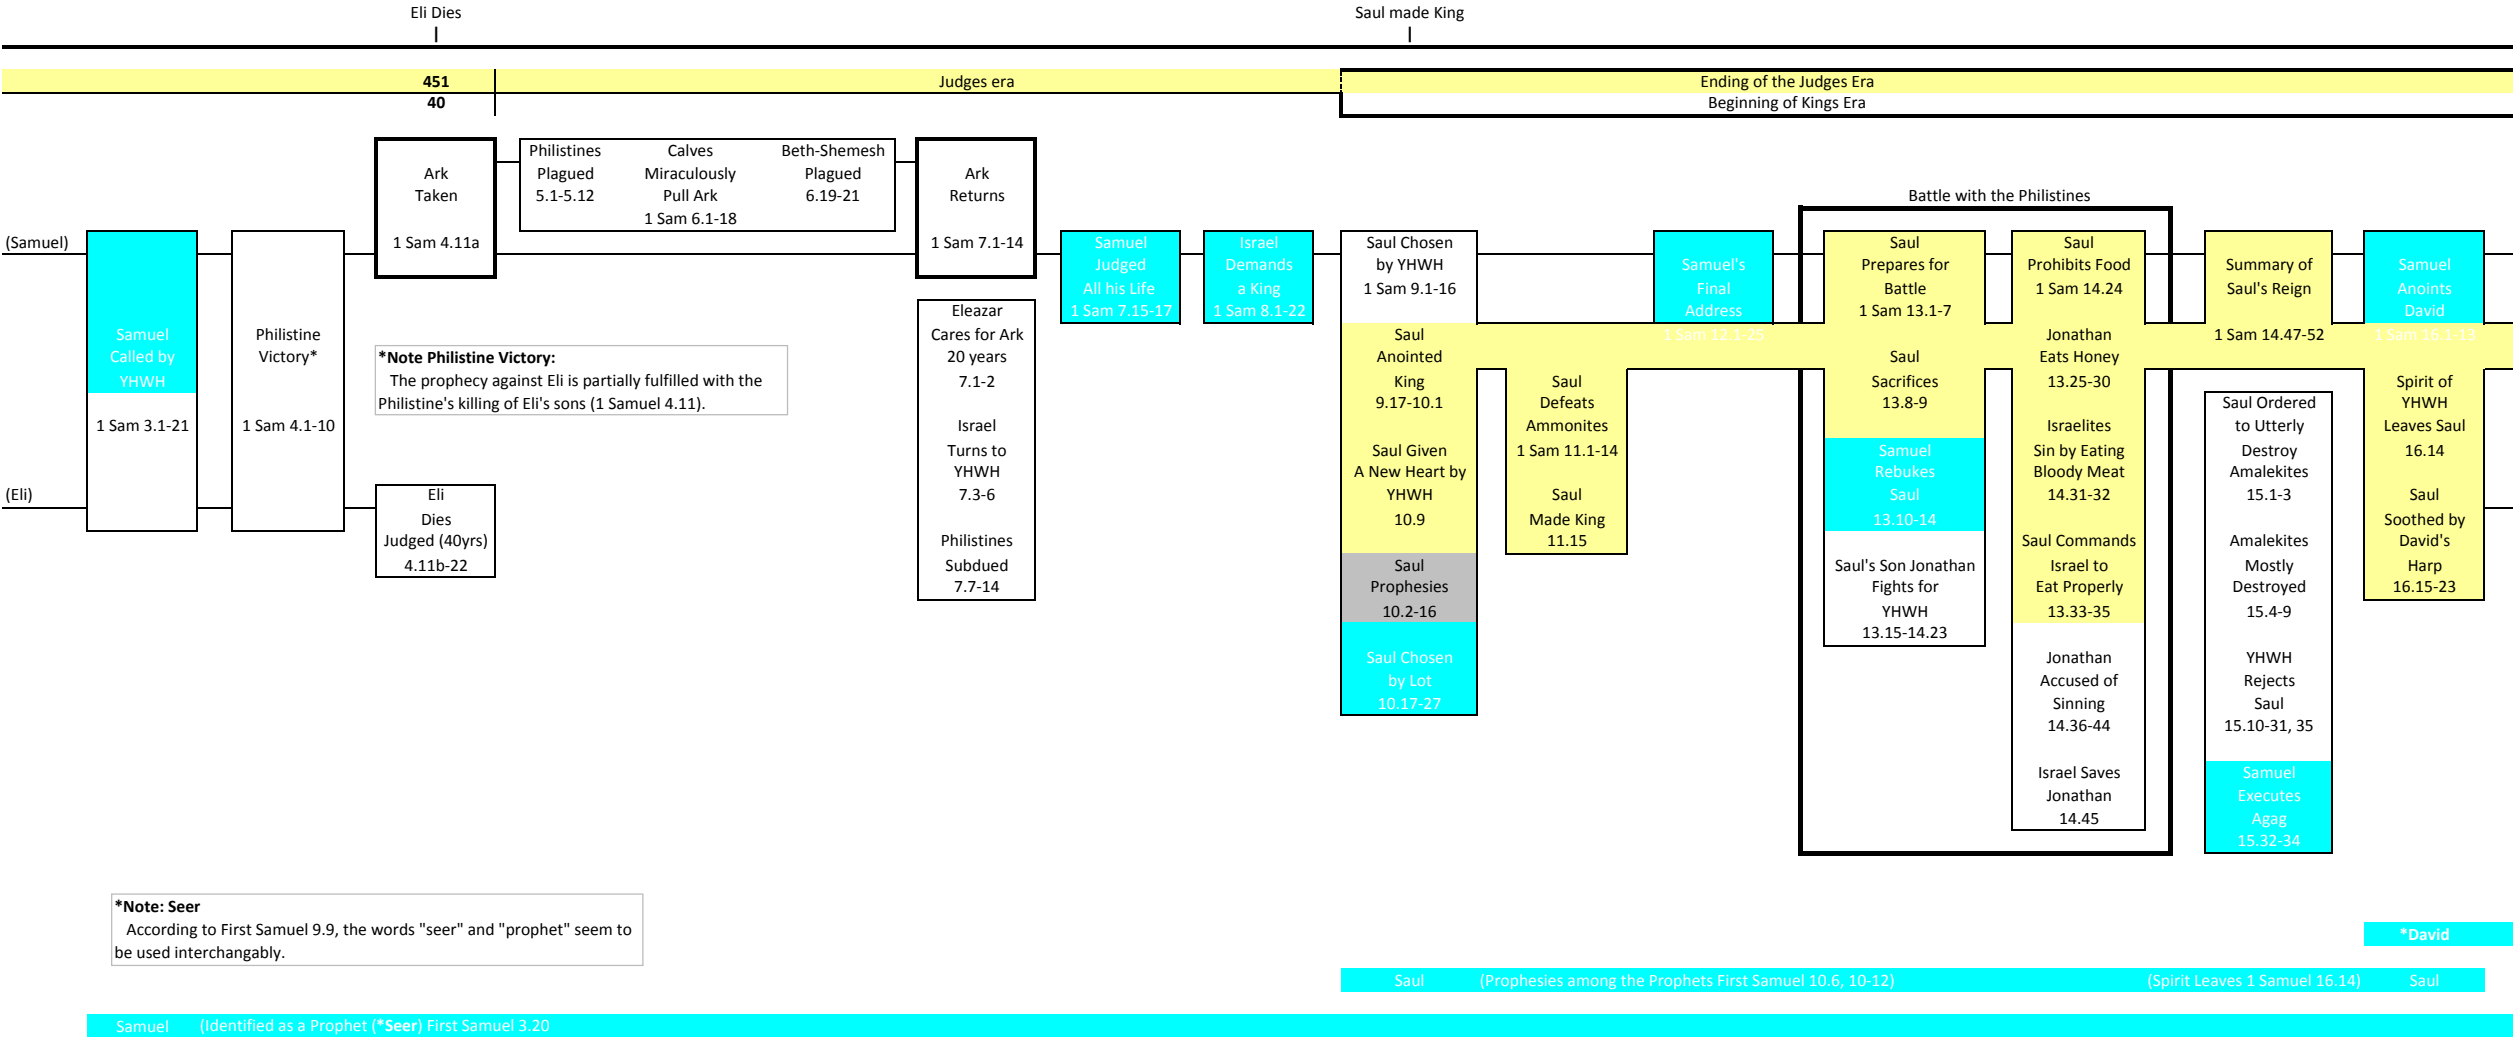 Eli Dies
Saul made King
451
Judges era
Ending of the Judges Era
40
Beginning of Kings Era
Ark
Taken
1 Sam 4.11a
Philistines
Plagued
5.1-5.12
Calves
Miraculously
Pull Ark
1 Sam 6.1-18
Beth-Shemesh
Plagued
6.19-21
Ark
Returns
1 Sam 7.1-14
Battle with the Philistines
(Samuel)
Samuel
Called by
YHWH
1 Sam 3.1-21
Philistine
Victory*
1 Sam 4.1-10
*Note Philistine Victory:
The prophecy against Eli is partially fulfilled with the
Philistine's killing of Eli's sons (1 Samuel 4.11).
(Eli)
Eli
Dies
Judged (40yrs)
4.11b-22
Eleazar
Cares for Ark
20 years
7.1-2
Israel
Turns to
YHWH
7.3-6
Philistines
Subdued
7.7-14
Samuel
Judged
All his Life
1 Sam 7.15-17
Israel
Demands
a King
1 Sam 8.1-22
Saul Chosen
by YHWH
1 Sam 9.1-16
Saul
Anointed
King
9.17-10.1
Saul Given
A New Heart by
YHWH
10.9
Saul
Prophesies
10.2-16
Saul Chosen
by Lot
10.17-27
Saul
Defeats
Ammonites
1 Sam 11.1-14
Saul
Made King
11.15
Samuel's
Final
Address
1 Sam 12.1-25
Saul
Prepares for
Battle
1 Sam 13.1-7
Saul
Sacrifices
13.8-9
Samuel
Rebukes
Saul
13.10-14
Saul's Son Jonathan
Fights for
YHWH
13.15-14.23
Saul
Prohibits Food
1 Sam 14.24
Jonathan
Eats Honey
13.25-30
Israelites
Sin by Eating
Bloody Meat
14.31-32
Saul Commands
Israel to
Eat Properly
13.33-35
Jonathan
Accused of
Sinning
14.36-44
Israel Saves
Jonathan
14.45
Summary of
Saul's Reign
1 Sam 14.47-52
Saul Ordered
to Utterly
Destroy
Amalekites
15.1-3
Amalekites
Mostly
Destroyed
15.4-9
YHWH
Rejects
Saul
15.10-31, 35
Samuel
Executes
Agag
15.32-34
Samuel
Anoints
David
1 Sam 16.1-13
Spirit of
YHWH
Leaves Saul
16.14
Saul
Soothed by
David's
Harp
16.15-23
*Note: Seer
According to First Samuel 9.9, the words "seer" and "prophet" seem to
be used interchangably.
*David
Saul (Prophesies among the Prophets First Samuel 10.6, 10-12) (Spirit Leaves 1 Samuel 16.14) Saul
Samuel (Identified as a Prophet (*Seer) First Samuel 3.20